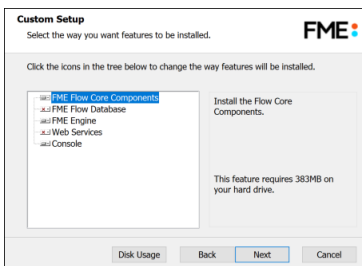 Custom Setup
Select the way you want features to be installed.
FME
Click the icons in the tree below to change the way features will be installed.
FME Flow Core Components
FME Flow Database
FME Engine
Web Services
Console
Install the Flow Core
Components.
This feature requires 383MB on
your hard drive.
Disk Usage
Back
Next
Cancel